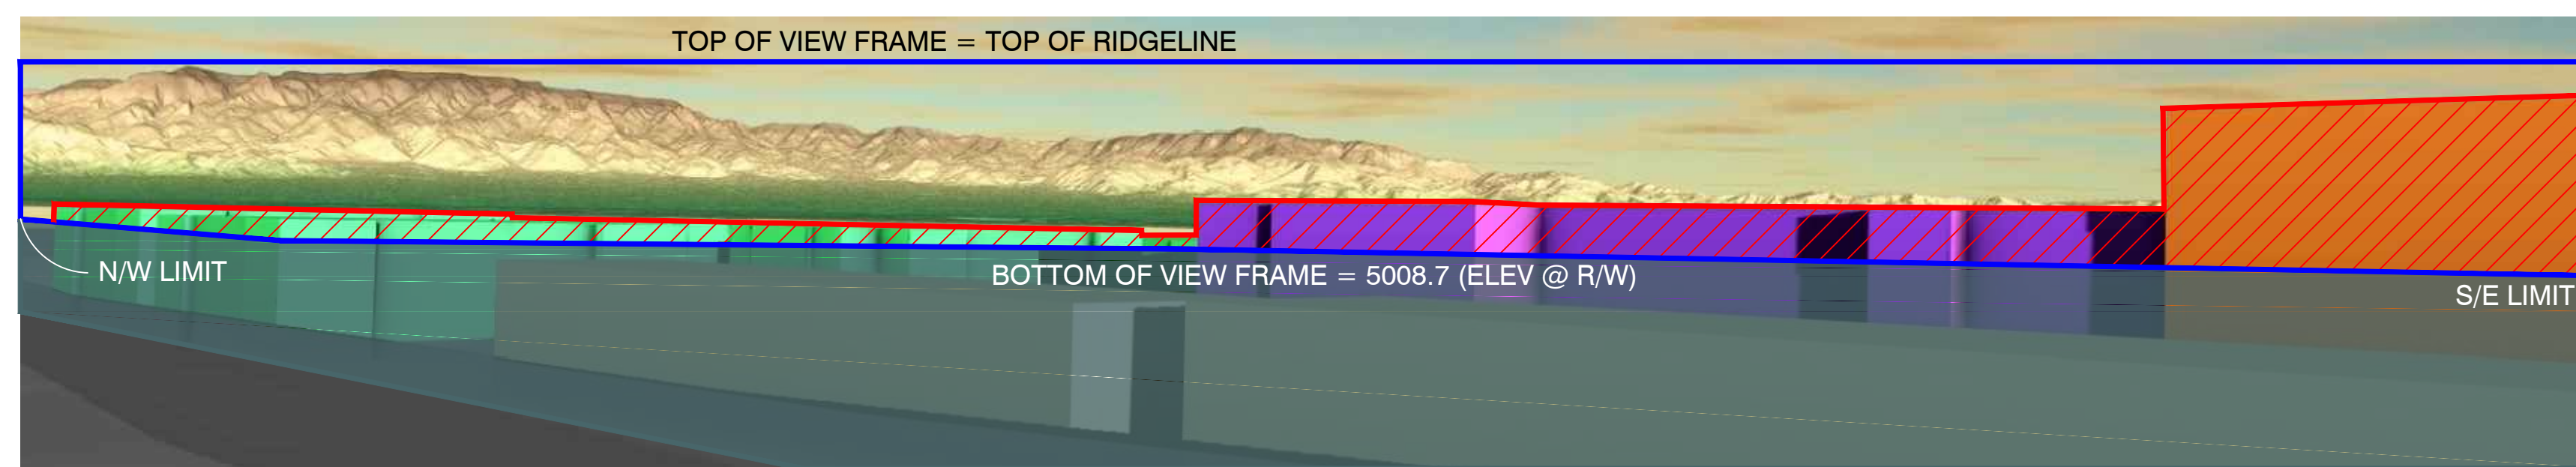 TOP OF VIEW FRAME = TOP OF RIDGELINE
N/W LIMIT
BOTTOM OF VIEW FRAME = 5008.7 (ELEV @ R/W)
S/E LIMIT